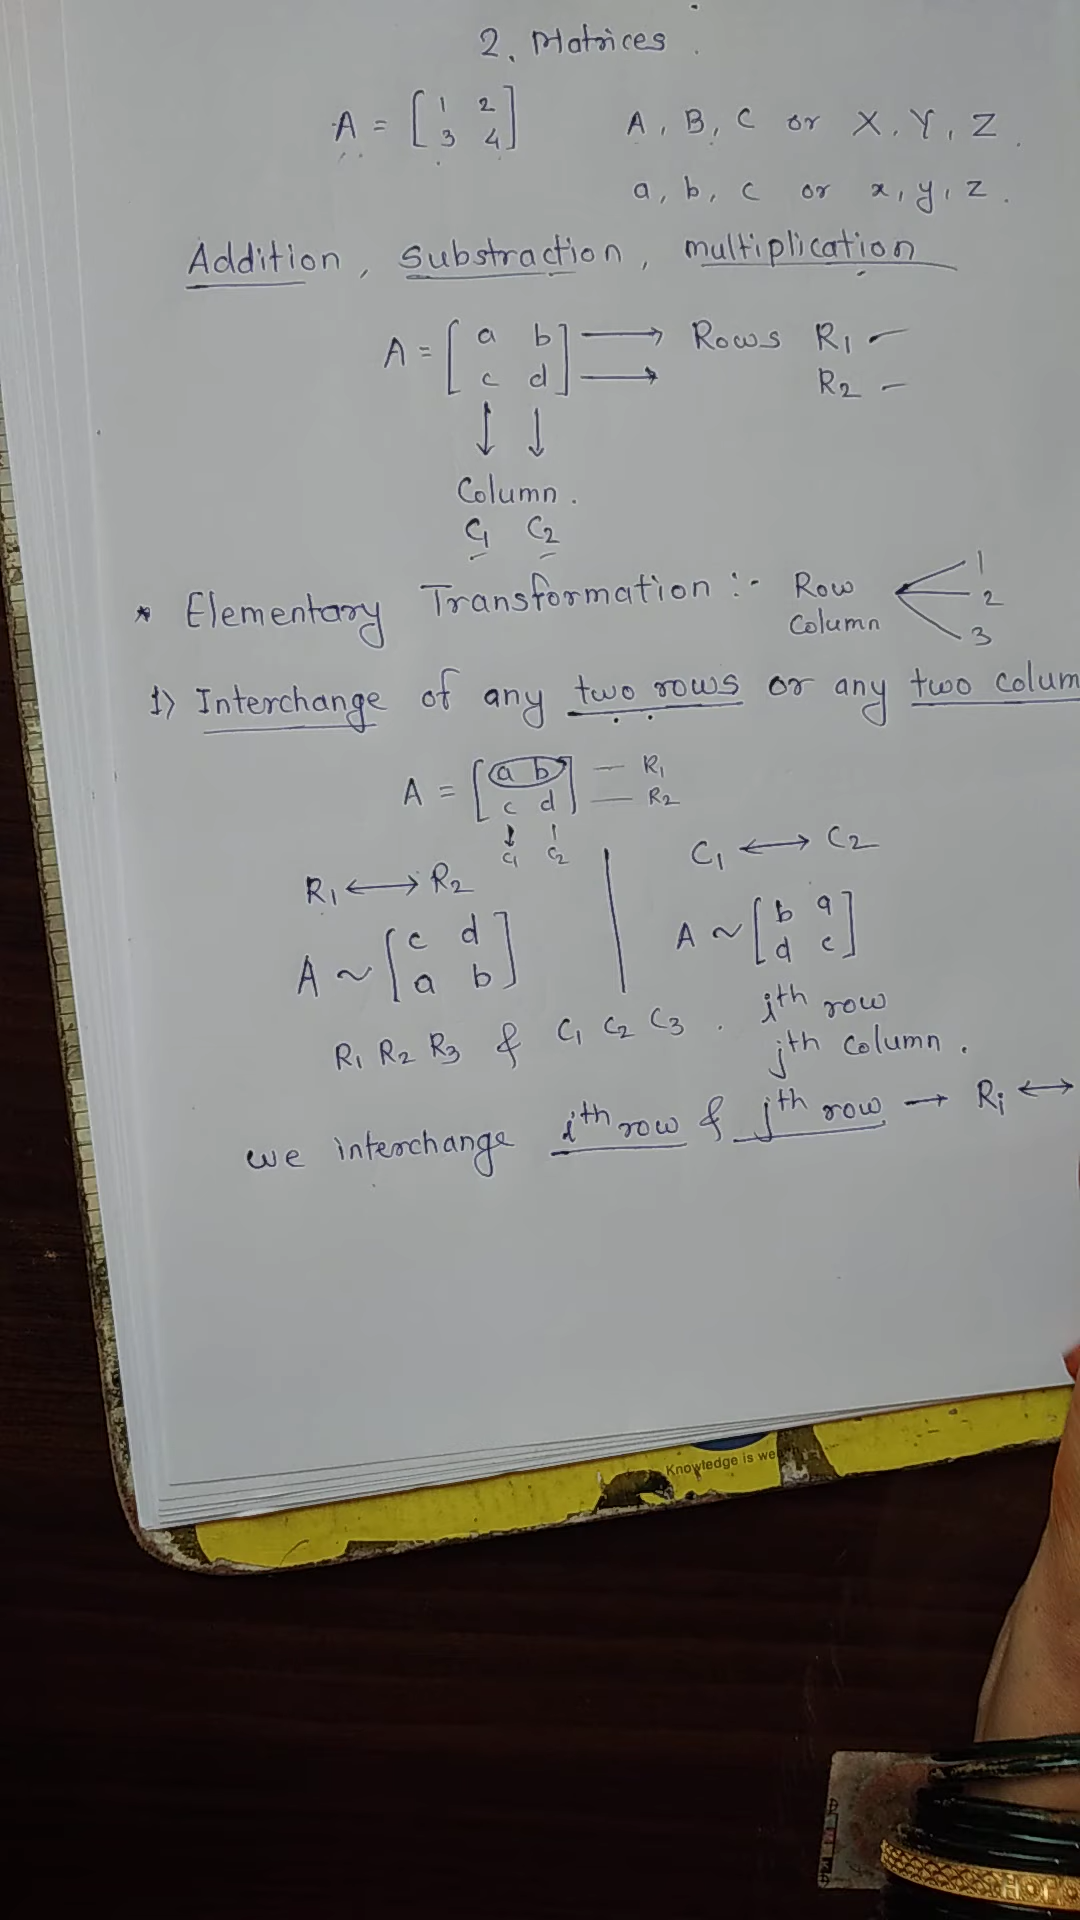 2. Matrices.
A = [1 2
3 4]
A, B, C or X, Y, Z.
a, b, c or x, y, z.
Addition, Substraction, multiplication
A = [a b
c d]
→ Rows R1 –
→ R2 –
↓ ↓
Column.
C1 C2
* Elementary Transformation :- Row
Column
1
2
3
1) Interchange of any two rows or any two colum
A = [a b
c d]
— R1
— R2
↓
C1 C2
R1 ↔ R2
A ~ [c d
a b]
C1 ↔ C2
A ~ [b a
d c]
R1 R2 R3 & C1 C2 C3.
ith row
jth column.
we interchange ith row & jth row → Ri ↔
Knowledge is we